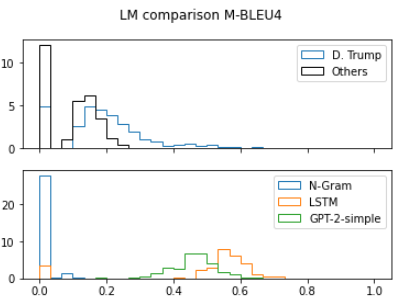 LM comparison M-BLEU4
10
5
0
D. Trump
Others
20
10
0
N-Gram
LSTM
GPT-2-simple
0.0 0.2 0.4 0.6 0.8 1.0